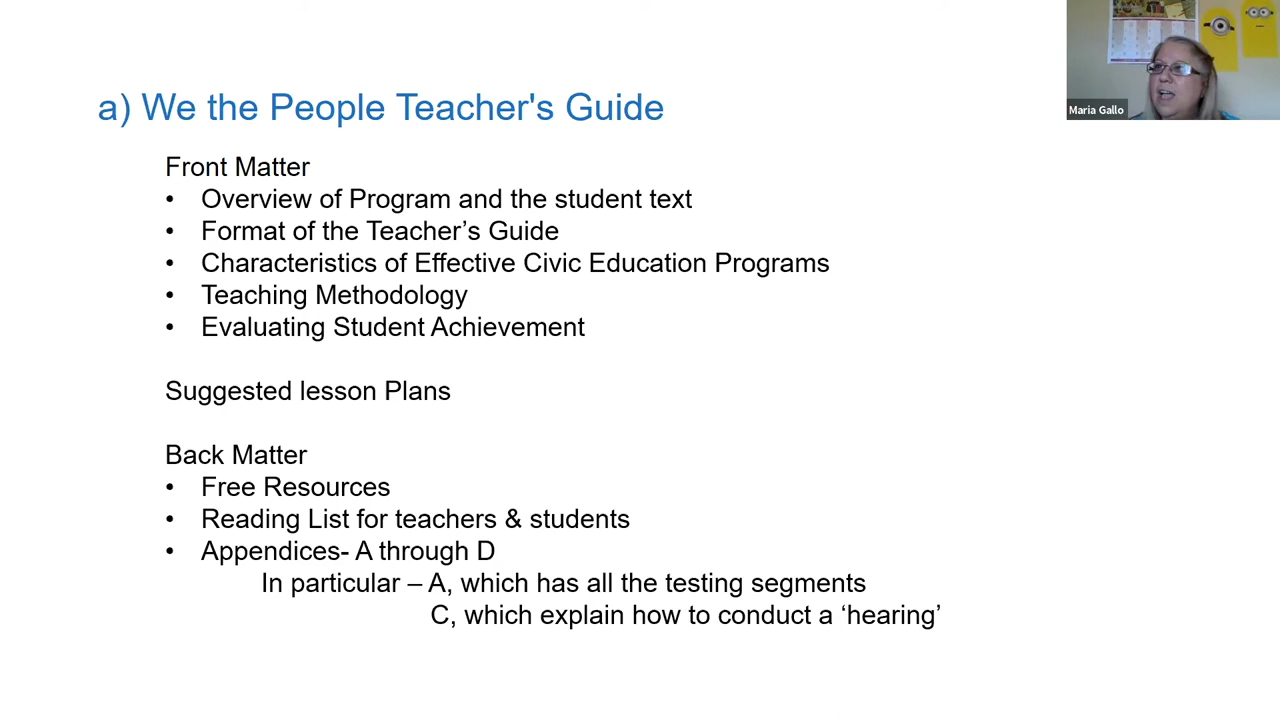 a) We the People Teacher's Guide
Front Matter
• Overview of Program and the student text
• Format of the Teacher’s Guide
• Characteristics of Effective Civic Education Programs
• Teaching Methodology
• Evaluating Student Achievement
Suggested lesson Plans
Back Matter
• Free Resources
• Reading List for teachers & students
• Appendices- A through D
In particular – A, which has all the testing segments
C, which explain how to conduct a ‘hearing’
Maria Gallo